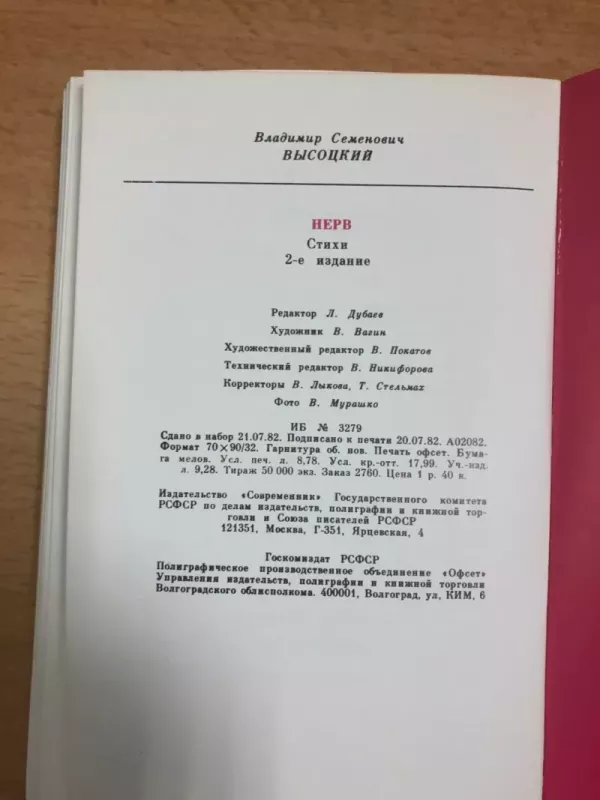 Владимир Семенович
ВЫСОЦКИЙ
НЕРВ
Стихи
2-е издание
Редактор Л. Дубаев
Художник В. Вагин
Художественный редактор В. Покатов
Технический редактор В. Никифорова
Корректоры В. Лыкова, Т. Стельмах
Фото В. Мурашко
ИБ № 3279
Сдано в набор 21.07.82. Подписано к печати 20.07.82. А02082.
Формат 70×90/32. Гарнитура об. нов. Печать офсет. Бума-
га мелов. Усл. печ. л. 8,78. Усл. кр.-отт. 17,99. Уч.-изд.
л. 9,28. Тираж 50 000 экз. Заказ 2760. Цена 1 р. 40 к.
Издательство «Современник» Государственного комитета
РСФСР по делам издательств, полиграфии и книжной тор-
говли и Союза писателей РСФСР
121351, Москва, Г-351, Ярцевская, 4
Госкомиздат РСФСР
Полиграфическое производственное объединение «Офсет»
Управления издательств, полиграфии и книжной торговли
Волгоградского облисполкома. 400001, Волгоград, ул, КИМ, 6